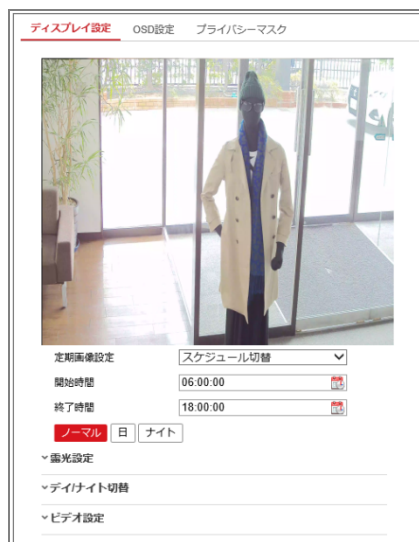 ディスプレイ設定 OSD設定 プライバシーマスク
定期画像設定 スケジュール切替
開始時間 06:00:00
終了時間 18:00:00
ノーマル 日 ナイト
露光設定
デイ/ナイト切替
ビデオ設定